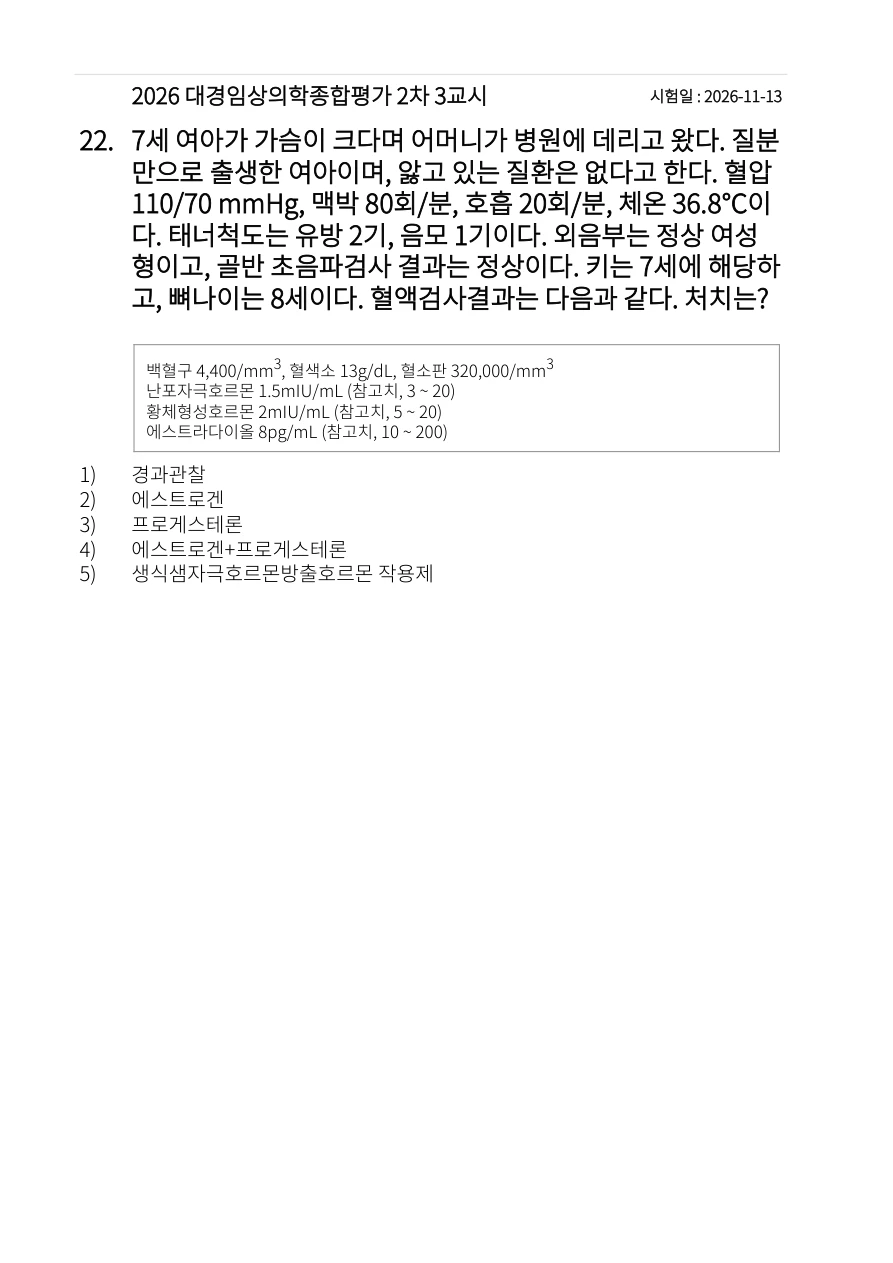 2026 대경임상의학종합평가 2차 3교시
시험일 : 2026-11-13
22. 7세 여아가 가슴이 크다며 어머니가 병원에 데리고 왔다. 질분
만으로 출생한 여아이며, 앓고 있는 질환은 없다고 한다. 혈압
110/70 mmHg, 맥박 80회/분, 호흡 20회/분, 체온 36.8℃이
다. 태너척도는 유방 2기, 음모 1기이다. 외음부는 정상 여성
형이고, 골반 초음파검사 결과는 정상이다. 키는 7세에 해당하
고, 뼈나이는 8세이다. 혈액검사결과는 다음과 같다. 처치는?
백혈구 4,400/mm³, 혈색소 13g/dL, 혈소판 320,000/mm³
난포자극호르몬 1.5mIU/mL (참고치, 3 ~ 20)
황체형성호르몬 2mIU/mL (참고치, 5 ~ 20)
에스트라다이올 8pg/mL (참고치, 10 ~ 200)
1) 경과관찰
2) 에스트로겐
3) 프로게스테론
4) 에스트로겐+프로게스테론
5) 생식샘자극호르몬방출호르몬 작용제